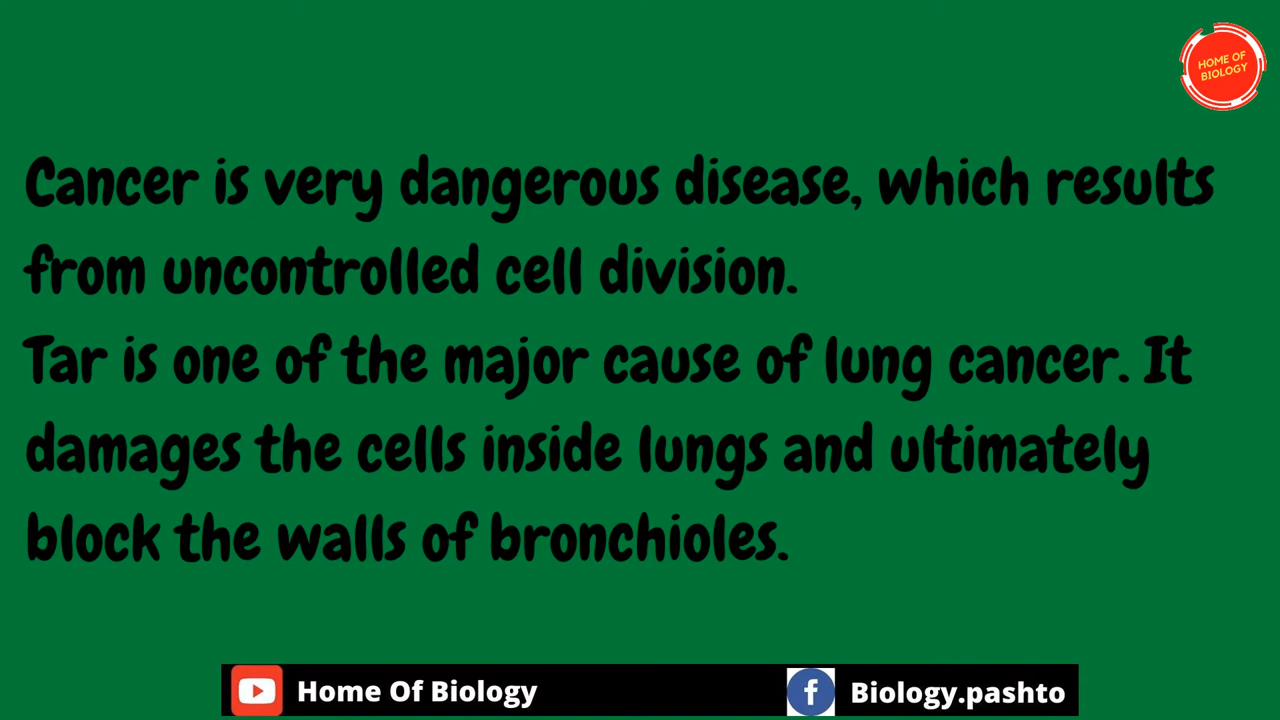 HOME OF
BIOLOGY
Cancer is very dangerous disease, which results
from uncontrolled cell division.
Tar is one of the major cause of lung cancer. It
damages the cells inside lungs and ultimately
block the walls of bronchioles.
Home Of Biology
f Biology.pashto